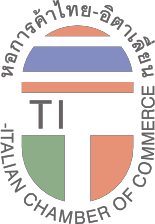 หอการค้าไทย-อิตาเลียน
TI
-ITALIAN CHAMBER OF COMMERCE